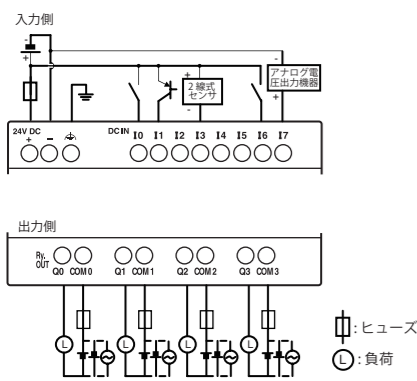 入力側
-
+
2線式
センサ
+
-
アナログ電
圧出力機器
-
+
24V DC
+ −
DC IN I0 I1 I2 I3 I4 I5 I6 I7
出力側
Ry.
OUT
Q0 COM0 Q1 COM1 Q2 COM2 Q3 COM3
L L L L
: ヒューズ
L : 負荷